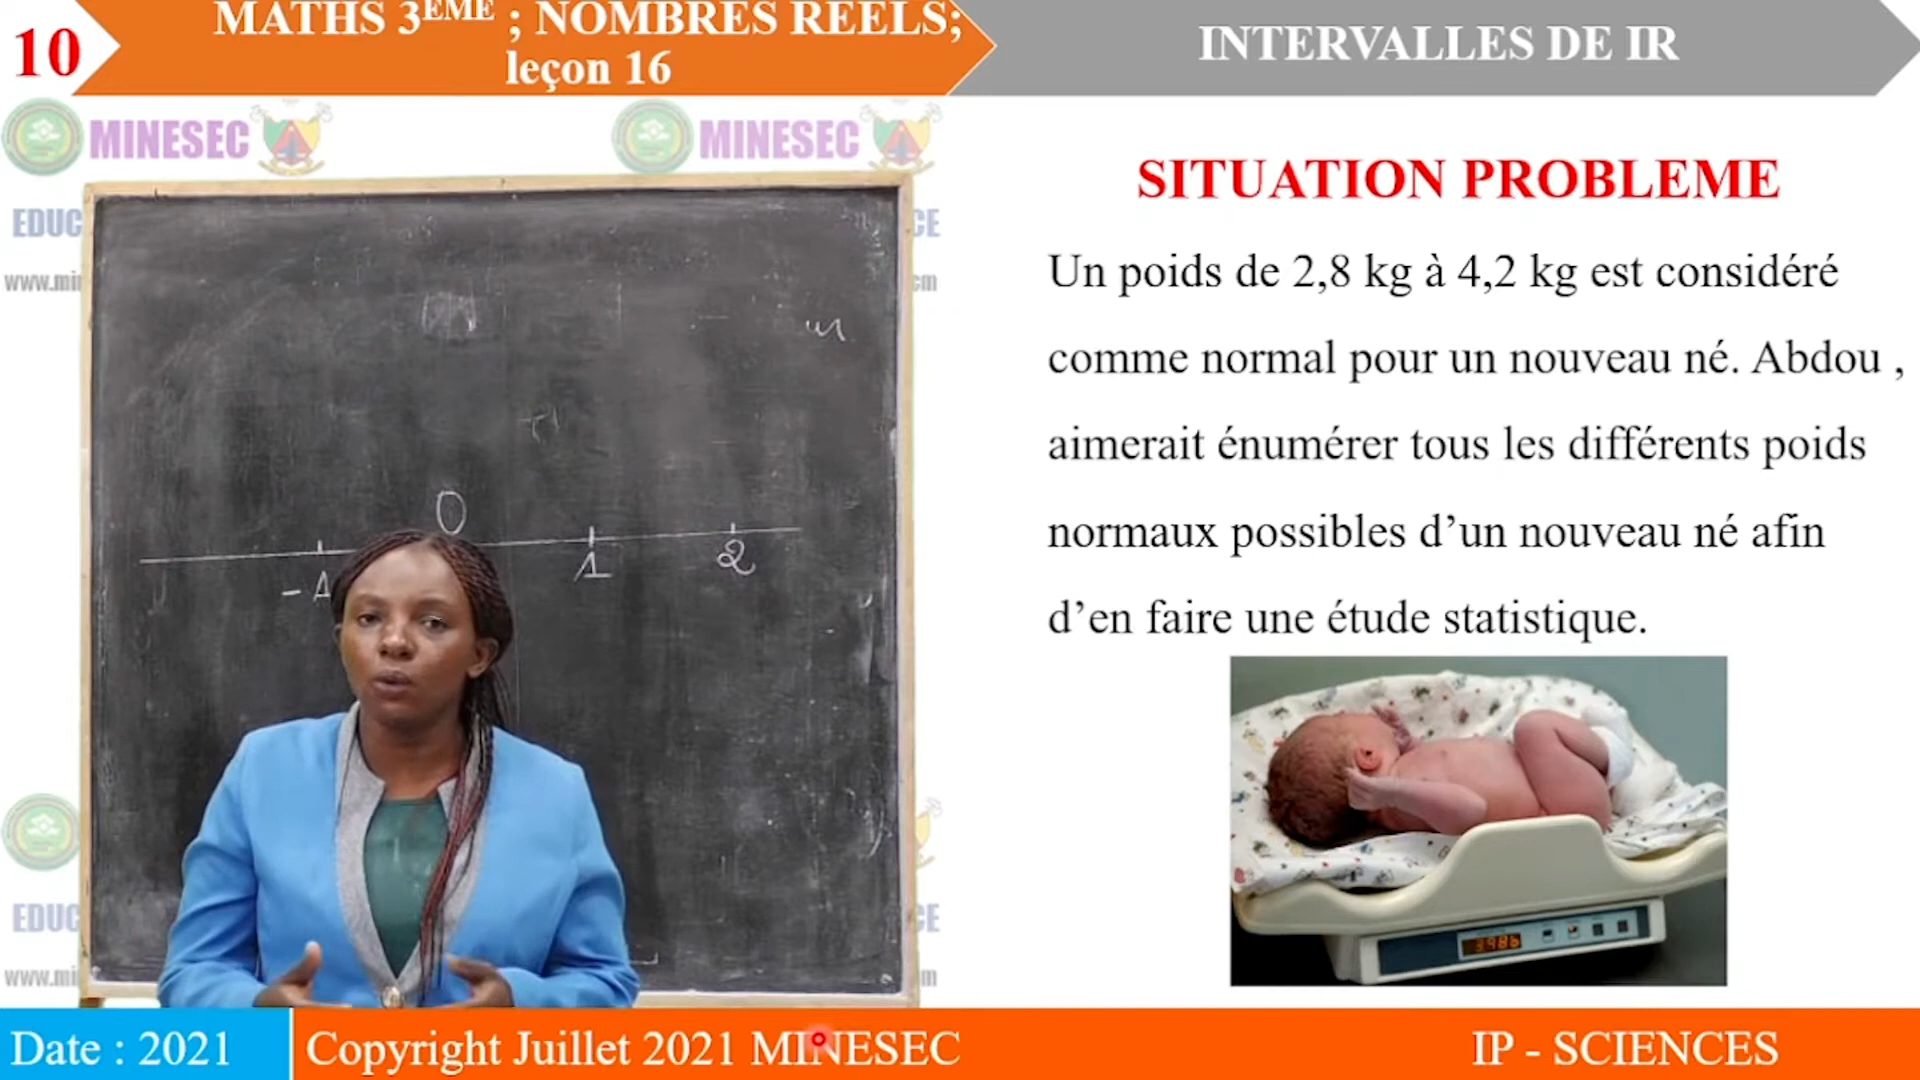 10
MATHS 3EME ; NOMBRES REELS;
leçon 16
INTERVALLES DE IR
MINESEC
MINESEC
SITUATION PROBLEME
Un poids de 2,8 kg à 4,2 kg est considéré
comme normal pour un nouveau né. Abdou ,
aimerait énumérer tous les différents poids
normaux possibles d’un nouveau né afin
d’en faire une étude statistique.
0
-1 1 2
Date : 2021
Copyright Juillet 2021 MINESEC
IP - SCIENCES